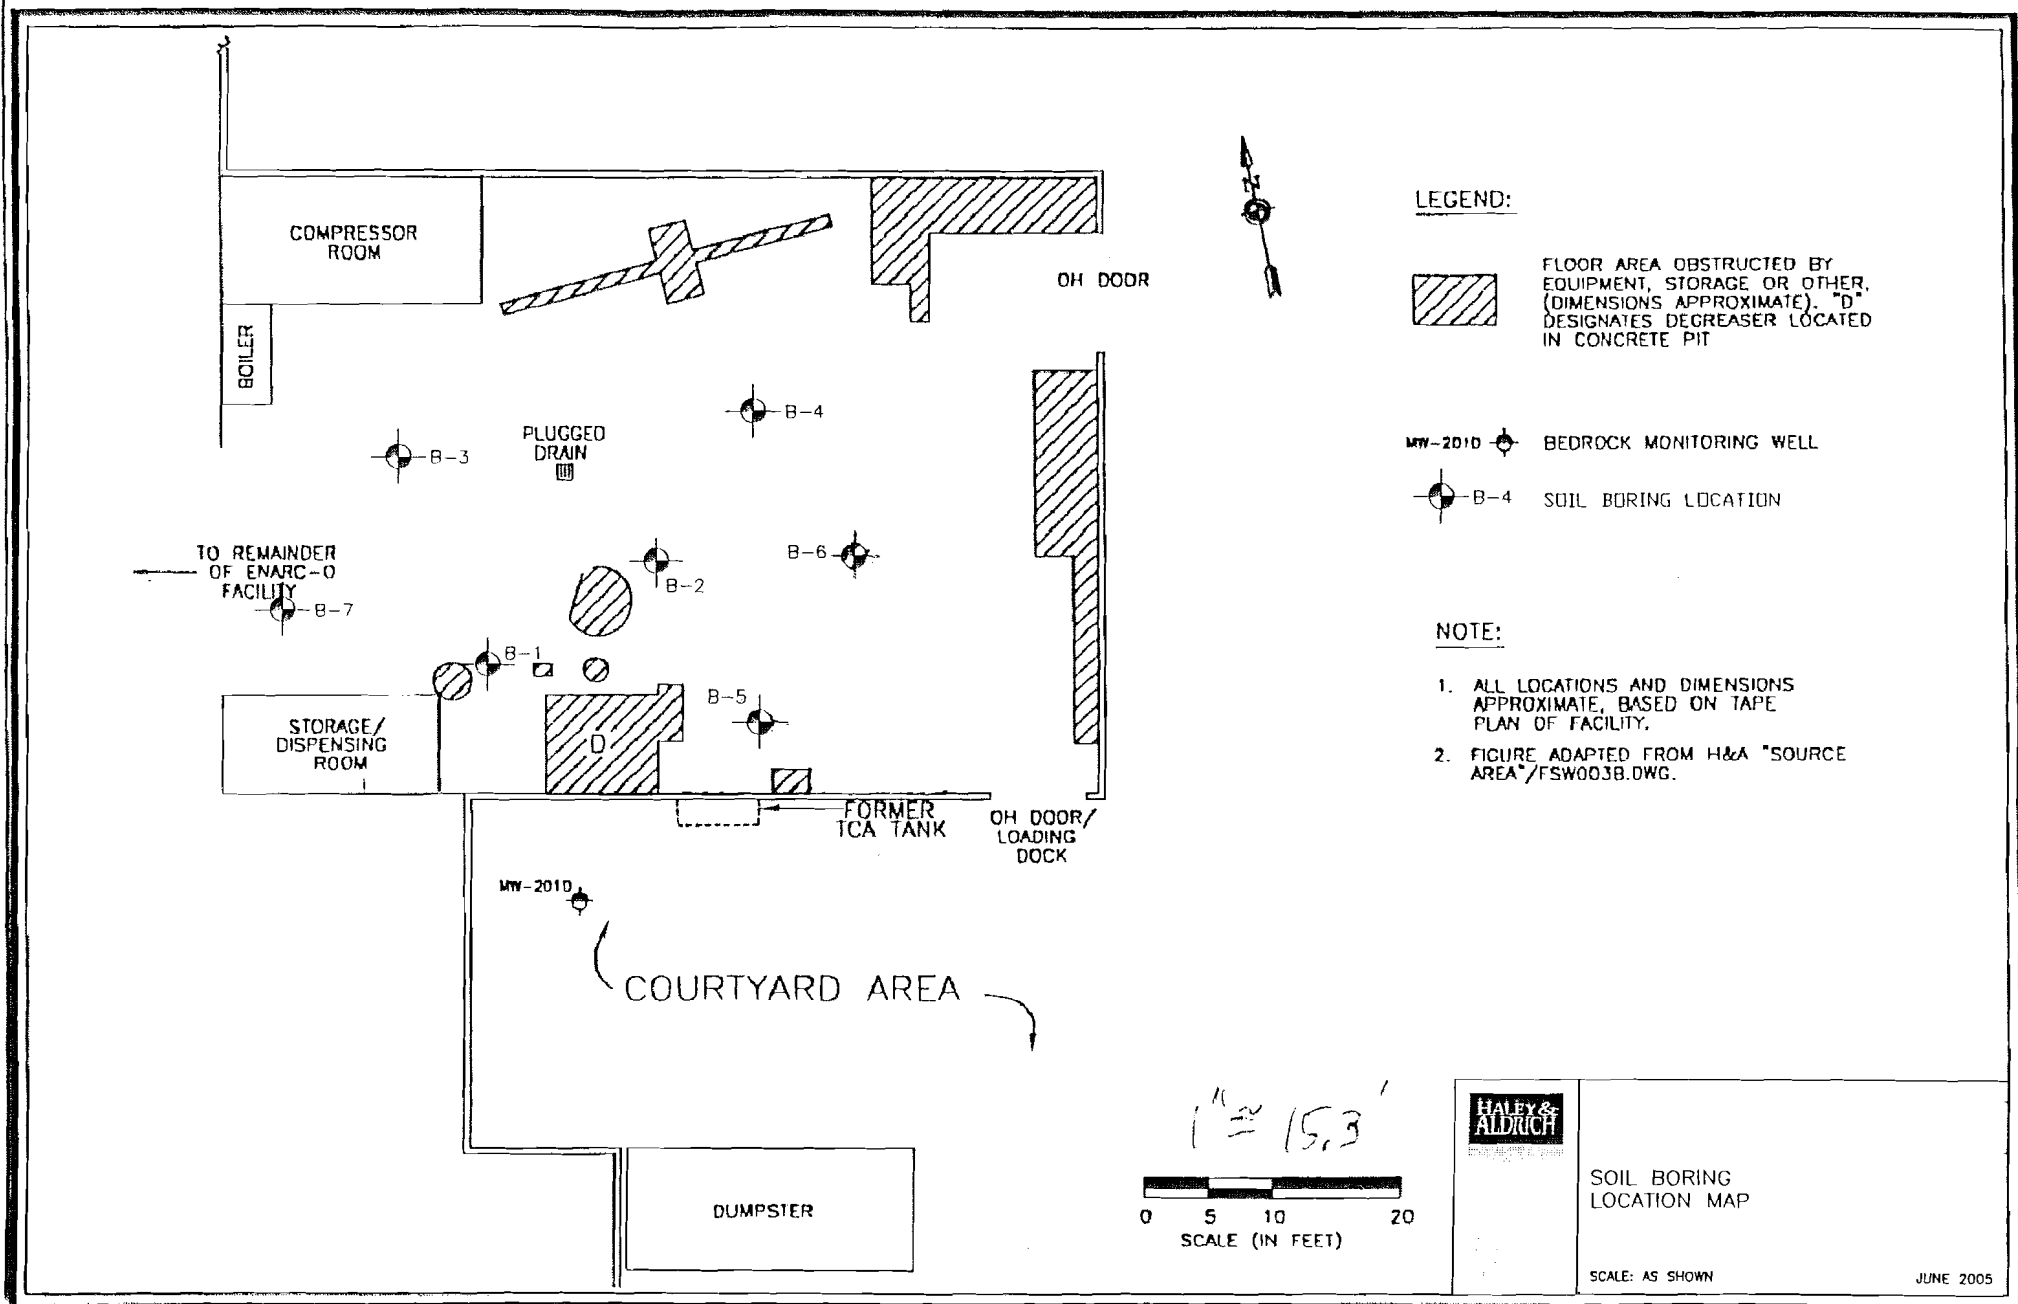 COMPRESSOR
ROOM
N
LEGEND:
FLOOR AREA OBSTRUCTED BY
EQUIPMENT, STORAGE OR OTHER,
(DIMENSIONS APPROXIMATE). "D"
DESIGNATES DEGREASER LOCATED
IN CONCRETE PIT
OH DOOR
BOILER
B-4
PLUGGED
DRAIN
B-3
MW-201D
BEDROCK MONITORING WELL
B-4
SOIL BORING LOCATION
TO REMAINDER
OF ENARC-O
FACILITY
B-7
B-6
B-2
B-1
B-5
STORAGE/
DISPENSING
ROOM
D
NOTE:
1. ALL LOCATIONS AND DIMENSIONS
APPROXIMATE, BASED ON TAPE
PLAN OF FACILITY.
2. FIGURE ADAPTED FROM H&A "SOURCE
AREA"/FSW003B.DWG.
FORMER
TCA TANK
OH DOOR/
LOADING
DOCK
MW-201D
COURTYARD AREA
1" ≅ 15.3'
0 5 10 20
SCALE (IN FEET)
DUMPSTER
HALEY &
ALDRICH
SOIL BORING
LOCATION MAP
SCALE: AS SHOWN
JUNE 2005